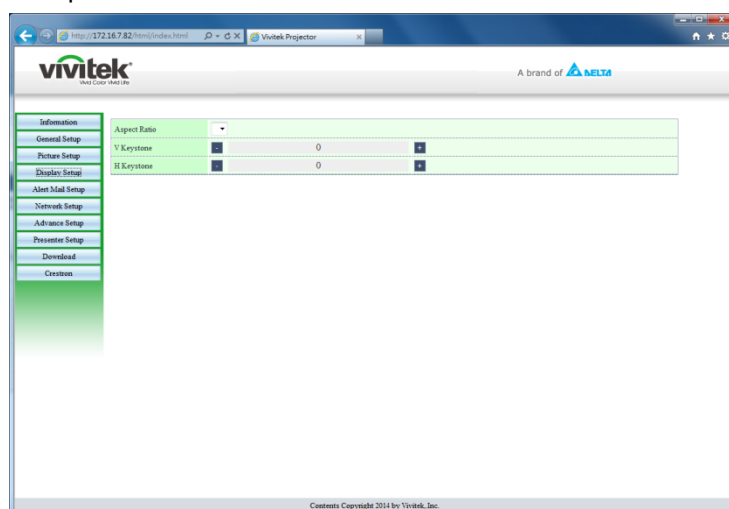 http://172.16.7.82/html/index.html
Vivitek Projector
vivitek
Vivid Color Vivid Life
A brand of DELTA
Information
General Setup
Picture Setup
Display Setup
Alert Mail Setup
Network Setup
Advance Setup
Presenter Setup
Download
Crestron
Aspect Ratio
V Keystone - 0 +
H Keystone - 0 +
Contents Copyright 2014 by Vivitek, Inc.